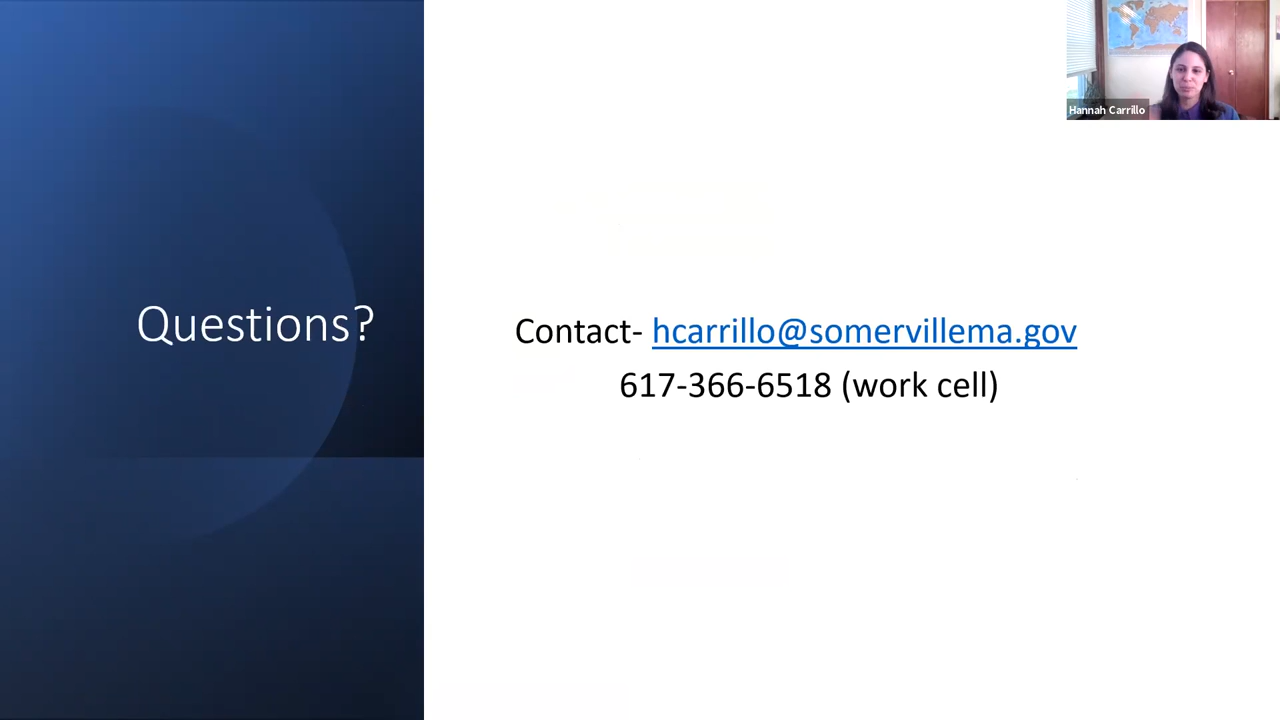 Hannah Carrillo
Questions?
Contact- hcarrillo@somervillema.gov
617-366-6518 (work cell)